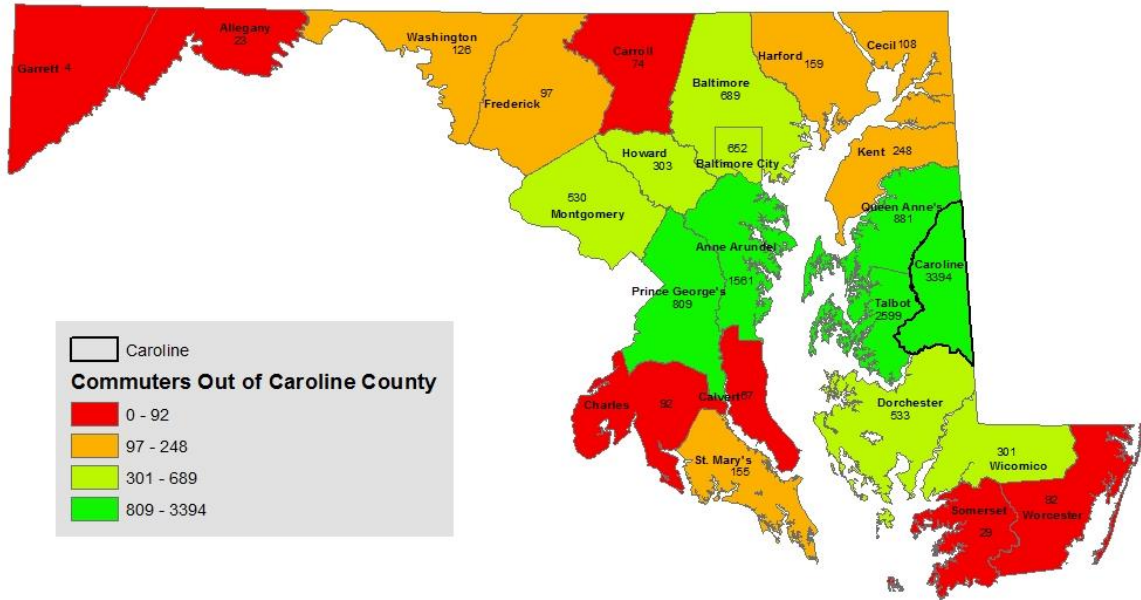 Allegany
23
Garrett 4
Washington
126
Frederick
97
Carroll
74
Baltimore
689
Harford
159
Cecil 108
Kent 248
Howard
303
652
Baltimore City
530
Montgomery
Queen Anne's
881
Anne Arundel
1561
Caroline
3394
Prince George's
809
Talbot
2599
Charles
92
Calvert 67
St. Mary's
155
Dorchester
533
301
Wicomico
82
Worcester
Somerset
29
Caroline
Commuters Out of Caroline County
0 - 92
97 - 248
301 - 689
809 - 3394